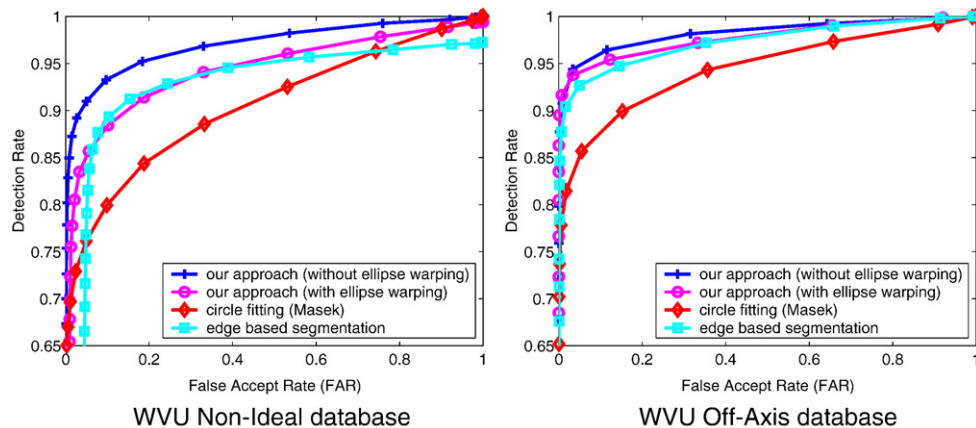 Detection Rate
1
0.95
0.9
0.85
0.8
0.75
0.7
0.65
0
0.2
0.4
0.6
0.8
1
our approach (without ellipse warping)
our approach (with ellipse warping)
circle fitting (Masek)
edge based segmentation
False Accept Rate (FAR)
WVU Non-Ideal database
Detection Rate
1
0.95
0.9
0.85
0.8
0.75
0.7
0.65
0
0.2
0.4
0.6
0.8
1
our approach (without ellipse warping)
our approach (with ellipse warping)
circle fitting (Masek)
edge based segmentation
False Accept Rate (FAR)
WVU Off-Axis database